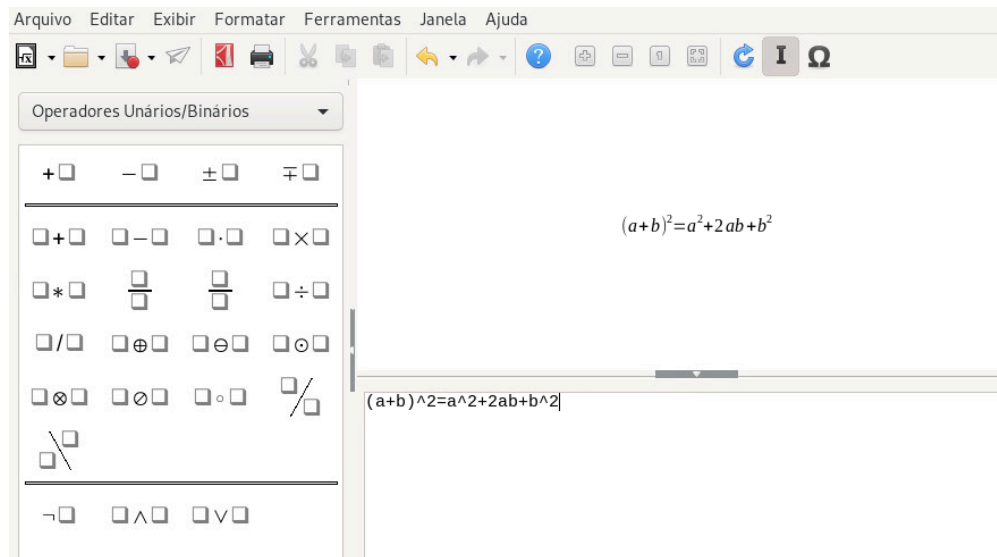 Arquivo Editar Exibir Formatar Ferramentas Janela Ajuda
Operadores Unários/Binários
+☐ −☐ ±☐ ∓☐
☐+☐ ☐−☐ ☐·☐ ☐×☐
☐∗☐ ☐/☐ ☐/☐ ☐÷☐
☐/☐ ☐⊕☐ ☐⊖☐ ☐⊙☐
☐⊗☐ ☐⊘☐ ☐∘☐ ☐/☐
☐\☐
¬☐ ☐∧☐ ☐∨☐
(a+b)²=a²+2ab+b²
(a+b)^2=a^2+2ab+b^2